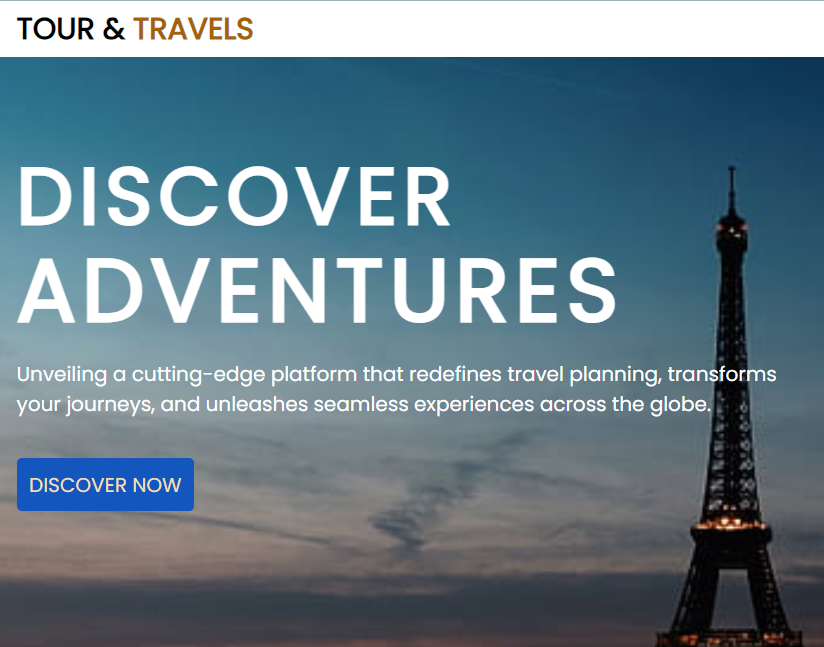 TOUR & TRAVELS
DISCOVER
ADVENTURES
Unveiling a cutting-edge platform that redefines travel planning, transforms
your journeys, and unleashes seamless experiences across the globe.
DISCOVER NOW